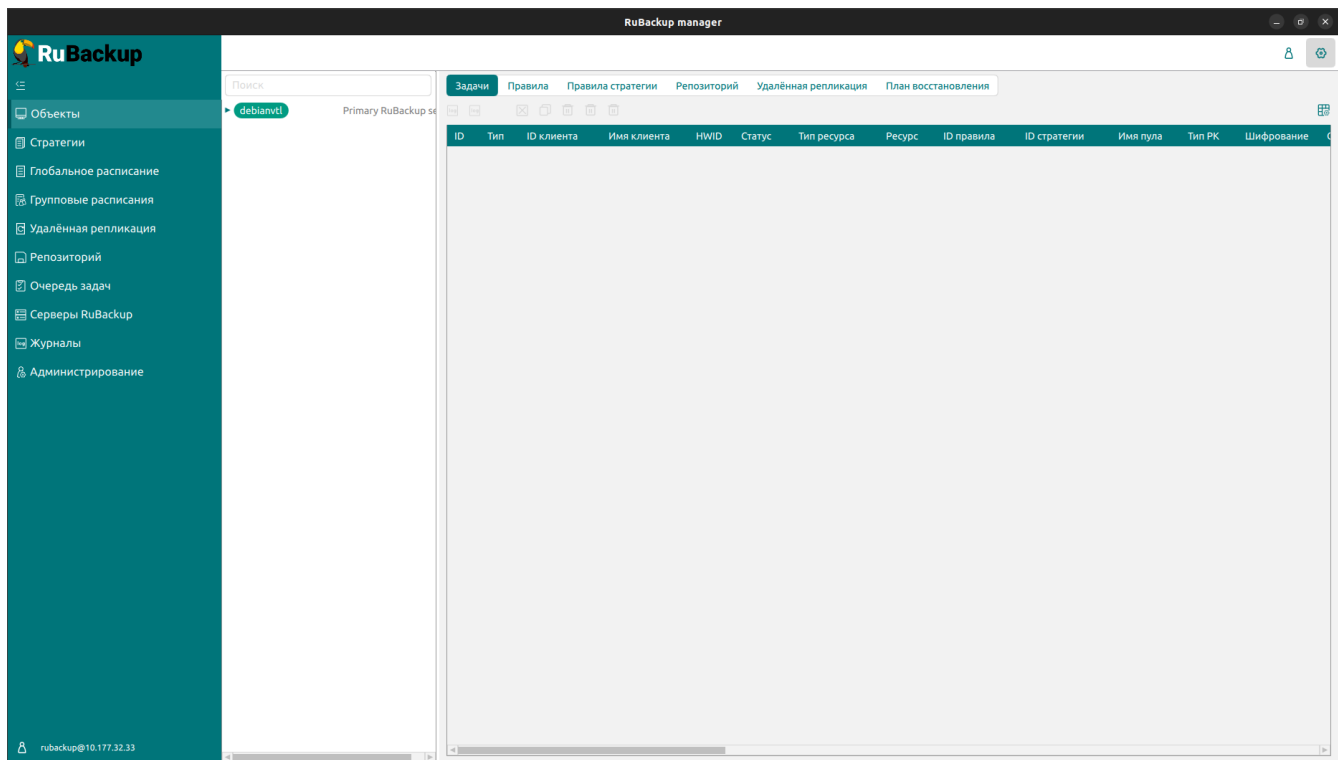 RuBackup manager
RuBackup
Поиск
Задачи Правила Правила стратегии Репозиторий Удалённая репликация План восстановления
Объекты
debianvtl Primary RuBackup se
ID Тип ID клиента Имя клиента HWID Статус Тип ресурса Ресурс ID правила ID стратегии Имя пула Тип РК Шифрование
Стратегии
Глобальное расписание
Групповые расписания
Удалённая репликация
Репозиторий
Очередь задач
Серверы RuBackup
Журналы
Администрирование
rubackup@10.177.32.33